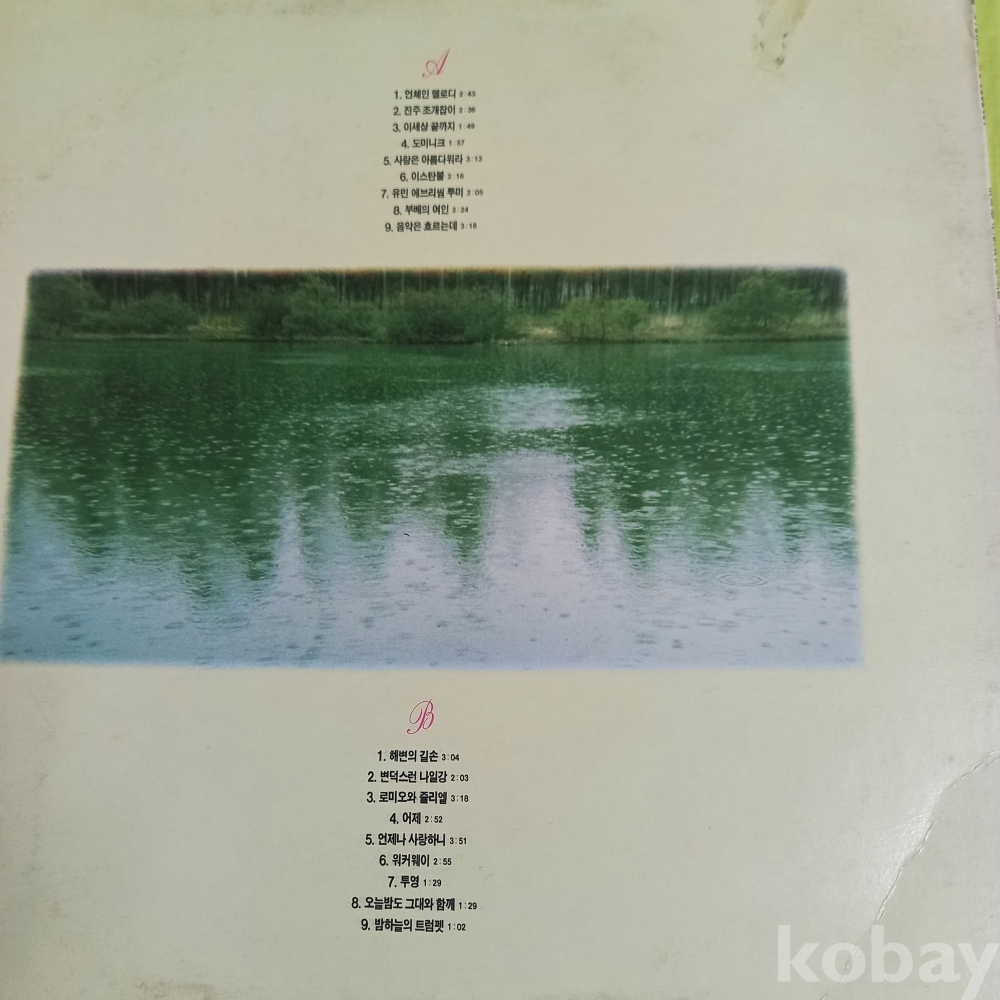 A
1. 언체인 멜로디 2:43
2. 진주 조개잡이 2:36
3. 이세상 끝까지 1:49
4. 도미니크 1:57
5. 사랑은 아름다워라 3:13
6. 이스탄불 2:16
7. 유민 에브리씽 투미 2:05
8. 부베의 여인 2:24
9. 음악은 흐르는데 3:18
B
1. 해변의 길손 3:04
2. 변덕스런 나일강 2:03
3. 로미오와 줄리엘 3:18
4. 어제 2:52
5. 언제나 사랑하니 3:51
6. 워커웨이 2:55
7. 투영 1:29
8. 오늘밤도 그대와 함께 1:29
9. 밤하늘의 트럼펫 1:02
kobay